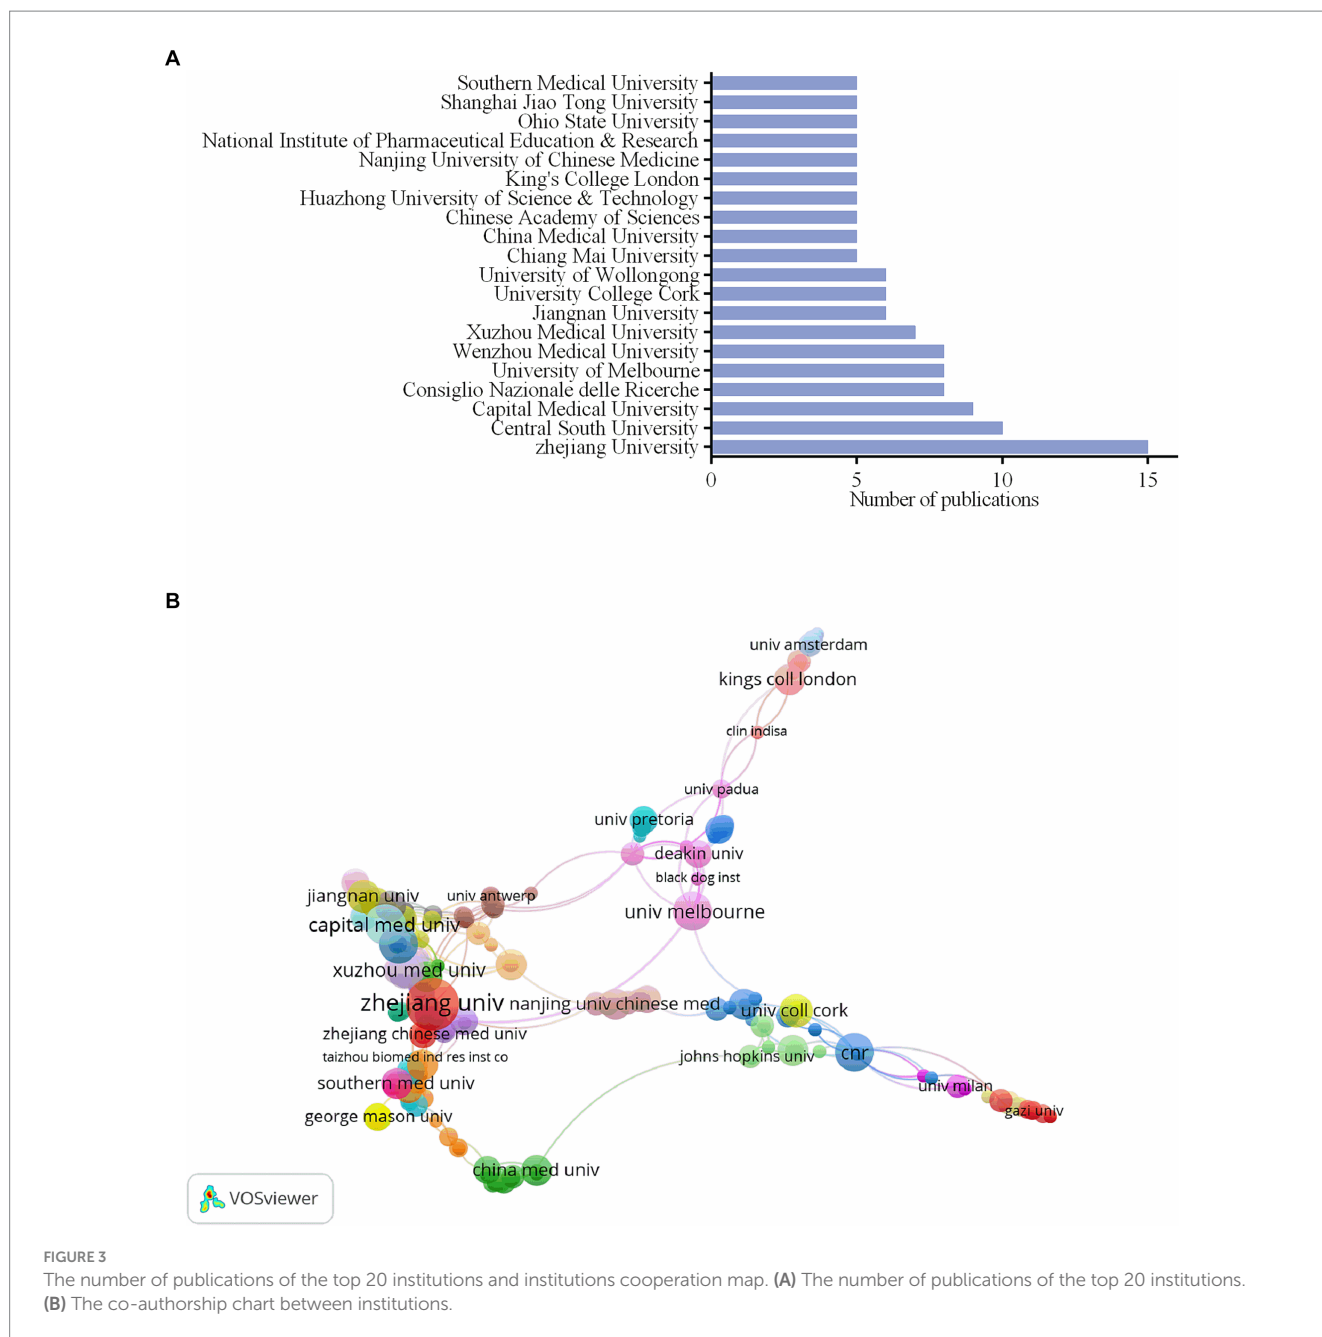 A
Southern Medical University
Shanghai Jiao Tong University
Ohio State University
National Institute of Pharmaceutical Education & Research
Nanjing University of Chinese Medicine
King's College London
Huazhong University of Science & Technology
Chinese Academy of Sciences
China Medical University
Chiang Mai University
University of Wollongong
University College Cork
Jiangnan University
Xuzhou Medical University
Wenzhou Medical University
University of Melbourne
Consiglio Nazionale delle Ricerche
Capital Medical University
Central South University
zhejiang University
0 5 10 15
Number of publications
B
univ amsterdam
kings coll london
clin indisa
univ padua
univ pretoria
deakin univ
black dog inst
jiangnan univ
univ antwerp
univ melbourne
capital med univ
xuzhou med univ
zhejiang univ
nanjing univ chinese med
univ coll cork
zhejiang chinese med univ
taizhou biomed ind res inst co
johns hopkins univ
cnr
southern med univ
univ milan
george mason univ
gazi univ
china med univ
VOSviewer
FIGURE 3
The number of publications of the top 20 institutions and institutions cooperation map. (A) The number of publications of the top 20 institutions.
(B) The co-authorship chart between institutions.